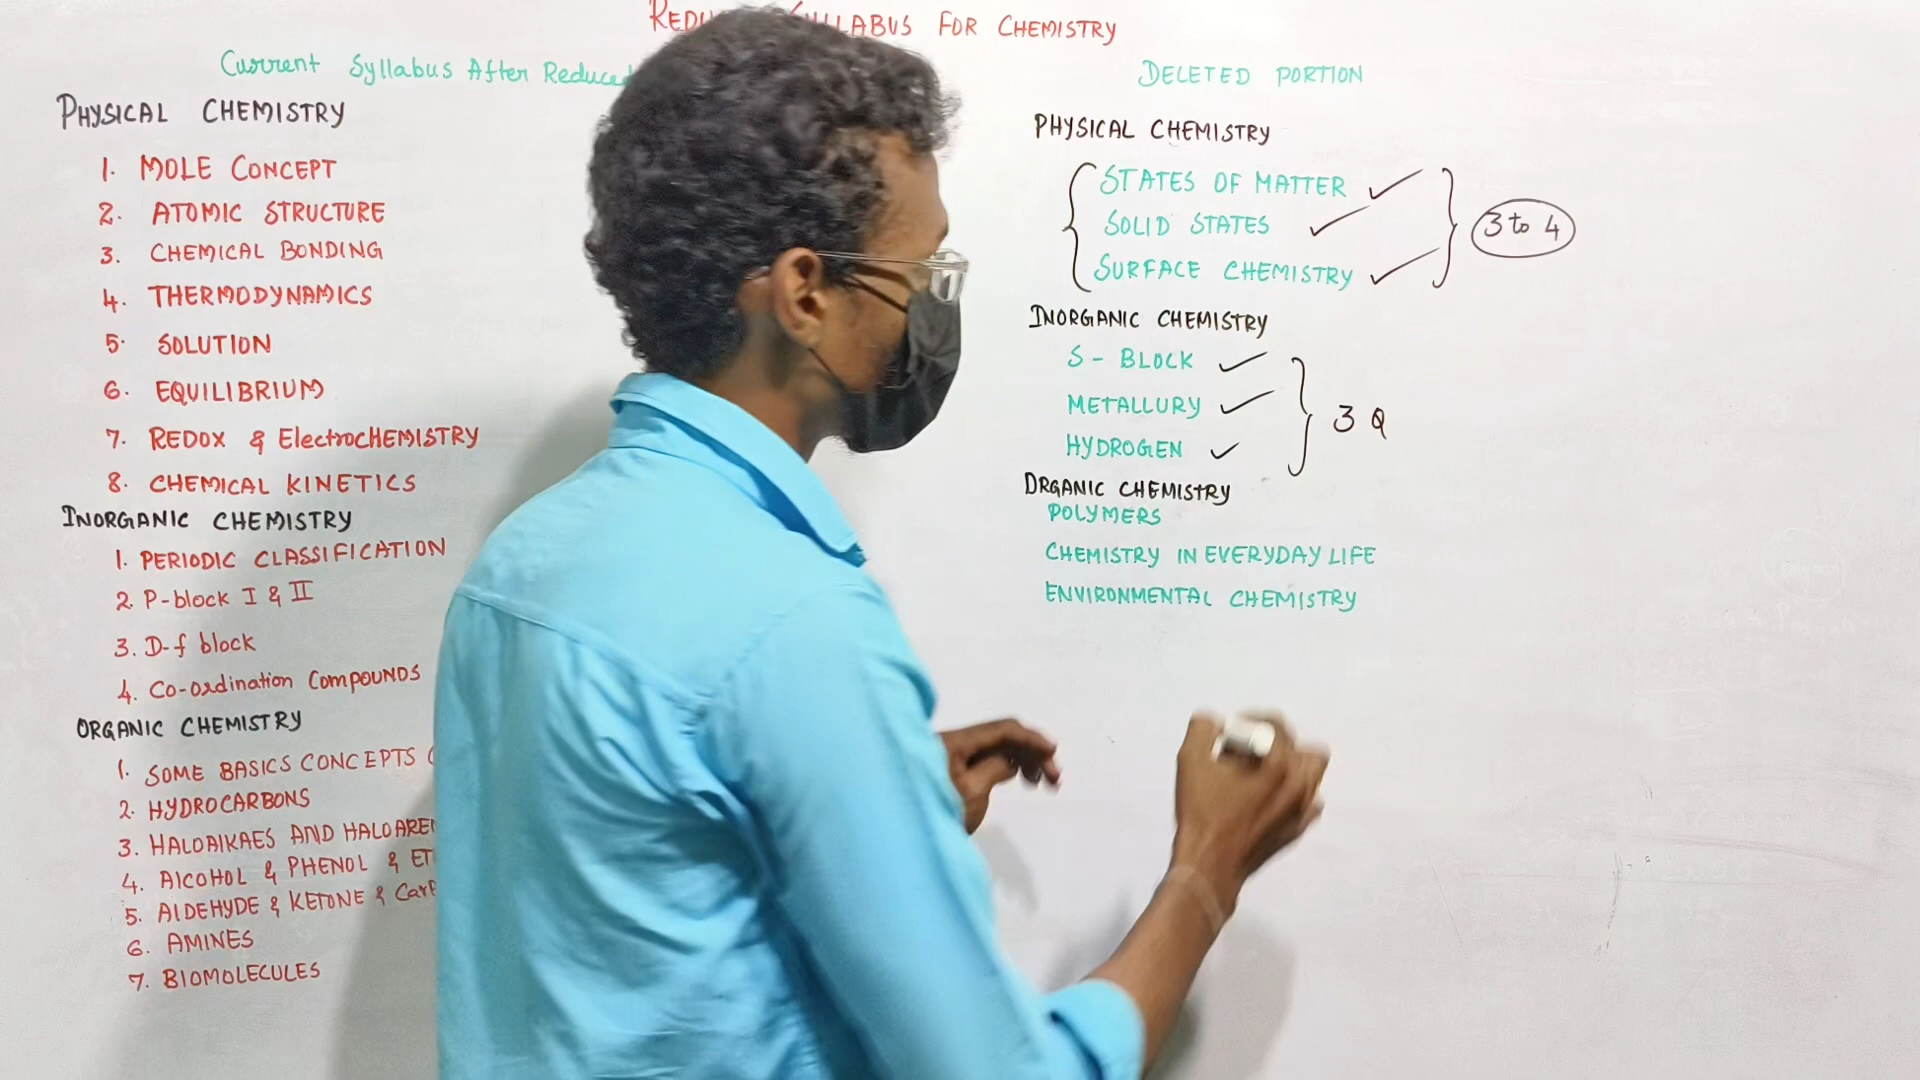 SYLLABUS FOR CHEMISTRY
Current Syllabus After Reduced
PHYSICAL CHEMISTRY
1. MOLE CONCEPT
2. ATOMIC STRUCTURE
3. CHEMICAL BONDING
4. THERMODYNAMICS
5. SOLUTION
6. EQUILIBRIUM
7. REDOX & ElectroCHEMISTRY
8. CHEMICAL KINETICS
INORGANIC CHEMISTRY
1. PERIODIC CLASSIFICATION
2. P-block I & II
3. D-f block
4. Co-ordination COMPOUNDS
ORGANIC CHEMISTRY
1. SOME BASICS CONCEPTS
2. HYDROCARBONS
3. HALOAlKAES AND
4. AlCOHOL & PHENOL &
5. AlDEHYDE & KETONE &
6. AMINES
7. BIOMOLECULES
DELETED PORTION
PHYSICAL CHEMISTRY
STATES OF MATTER
SOLID STATES
SURFACE CHEMISTRY
3 to 4
INORGANIC CHEMISTRY
S - BLOCK
METALLURY
HYDROGEN
3 Q
ORGANIC CHEMISTRY
POLYMERS
CHEMISTRY IN EVERYDAY LIFE
ENVIRONMENTAL CHEMISTRY